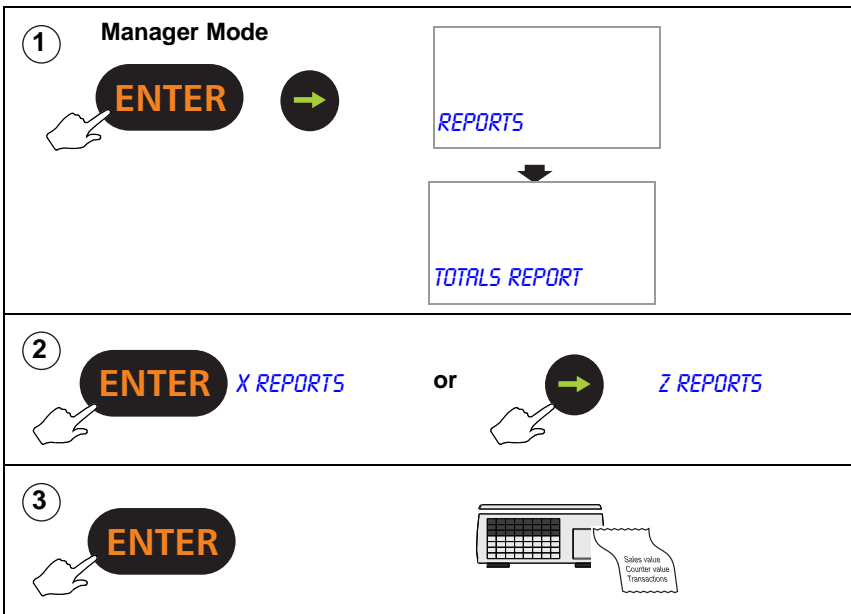 1
Manager Mode
ENTER
REPORTS
TOTALS REPORT
2
ENTER X REPORTS or Z REPORTS
3
ENTER
Sales value
Counter value
Transactions